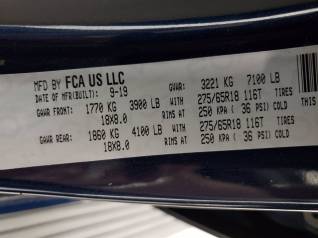 MFD BY FCA US LLC
DATE OF MFR(BUILT): 9-19 GVWR: 3221 KG 7100 LB
GAWR FRONT: 1770 KG 3900 LB WITH 275/65R18 116T TIRES
18X8.0 RIMS AT 250 KPA ( 36 PSI) COLD
GAWR REAR: 1860 KG 4100 LB WITH 275/65R18 116T TIRES
18X8.0 RIMS AT 250 KPA ( 36 PSI) COLD